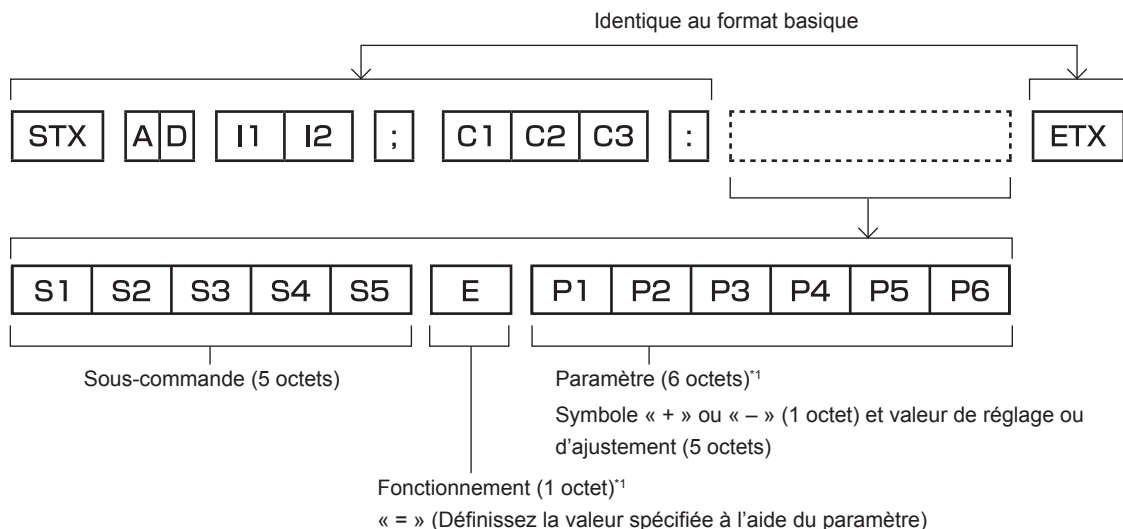 Identique au format basique
STX A D I1 I2 ; C1 C2 C3 : ETX
S1 S2 S3 S4 S5 E P1 P2 P3 P4 P5 P6
Sous-commande (5 octets)
Paramètre (6 octets)*1
Symbole « + » ou « – » (1 octet) et valeur de réglage ou
d’ajustement (5 octets)
Fonctionnement (1 octet)*1
« = » (Définissez la valeur spécifiée à l’aide du paramètre)